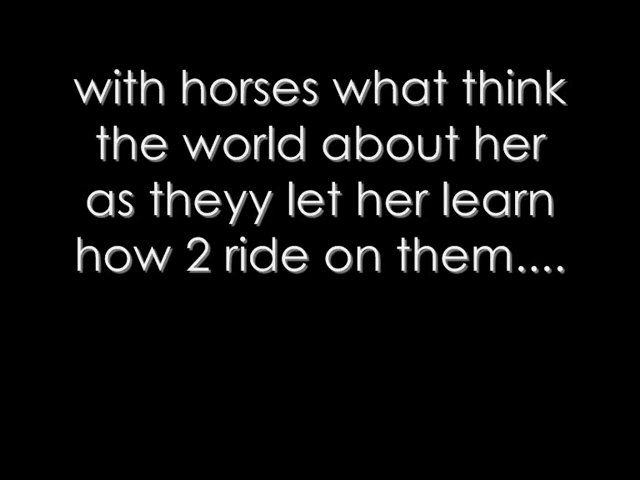 with horses what think
the world about her
as theyy let her learn
how 2 ride on them....